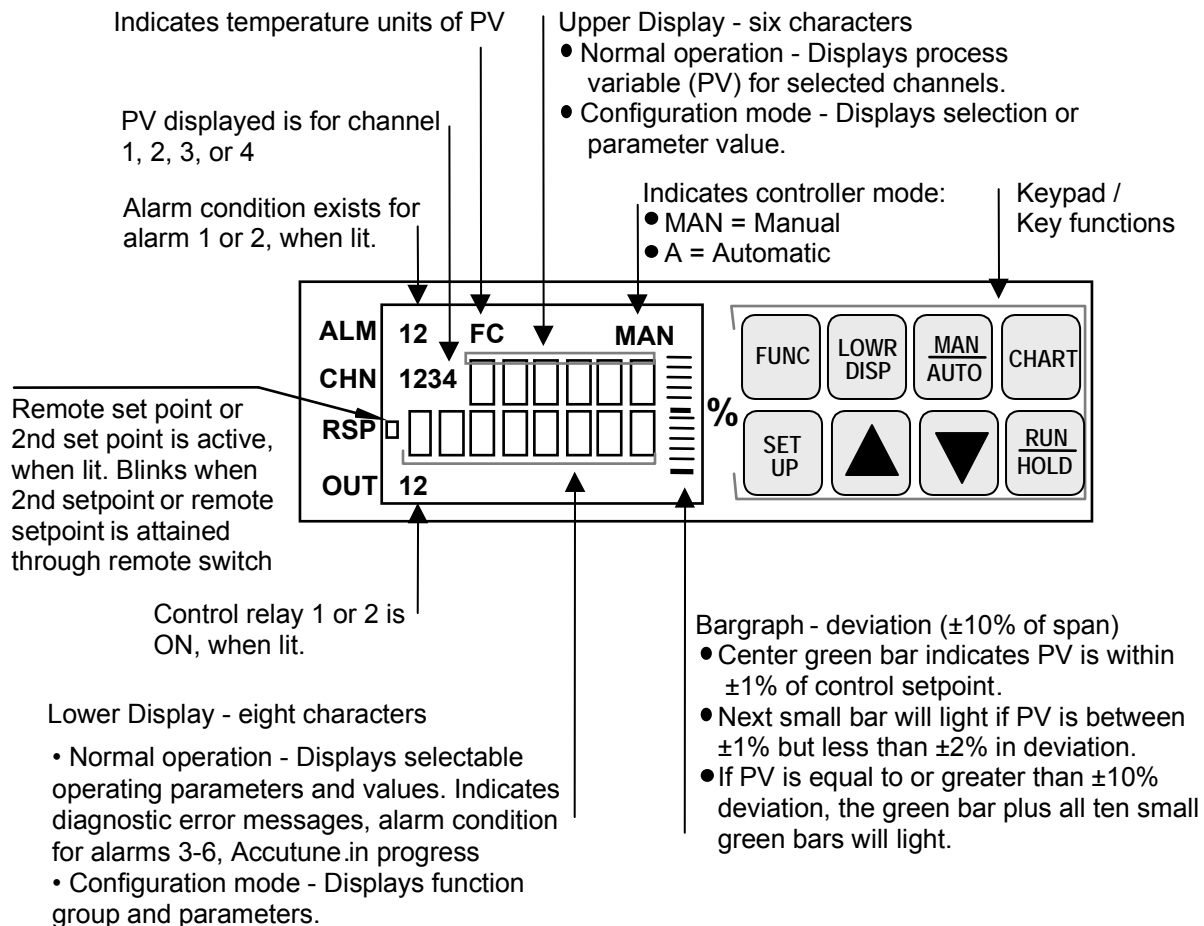 Indicates temperature units of PV
Upper Display - six characters
● Normal operation - Displays process
variable (PV) for selected channels.
● Configuration mode - Displays selection or
parameter value.
PV displayed is for channel
1, 2, 3, or 4
Alarm condition exists for
alarm 1 or 2, when lit.
Indicates controller mode:
● MAN = Manual
● A = Automatic
Keypad /
Key functions
ALM 12 FC MAN
CHN 1234
RSP
OUT 12
%
FUNC
LOWR
DISP
MAN
AUTO
CHART
SET
UP
RUN
HOLD
Remote set point or
2nd set point is active,
when lit. Blinks when
2nd setpoint or remote
setpoint is attained
through remote switch
Control relay 1 or 2 is
ON, when lit.
Lower Display - eight characters
• Normal operation - Displays selectable
operating parameters and values. Indicates
diagnostic error messages, alarm condition
for alarms 3-6, Accutune.in progress
• Configuration mode - Displays function
group and parameters.
Bargraph - deviation (±10% of span)
● Center green bar indicates PV is within
±1% of control setpoint.
● Next small bar will light if PV is between
±1% but less than ±2% in deviation.
● If PV is equal to or greater than ±10%
deviation, the green bar plus all ten small
green bars will light.